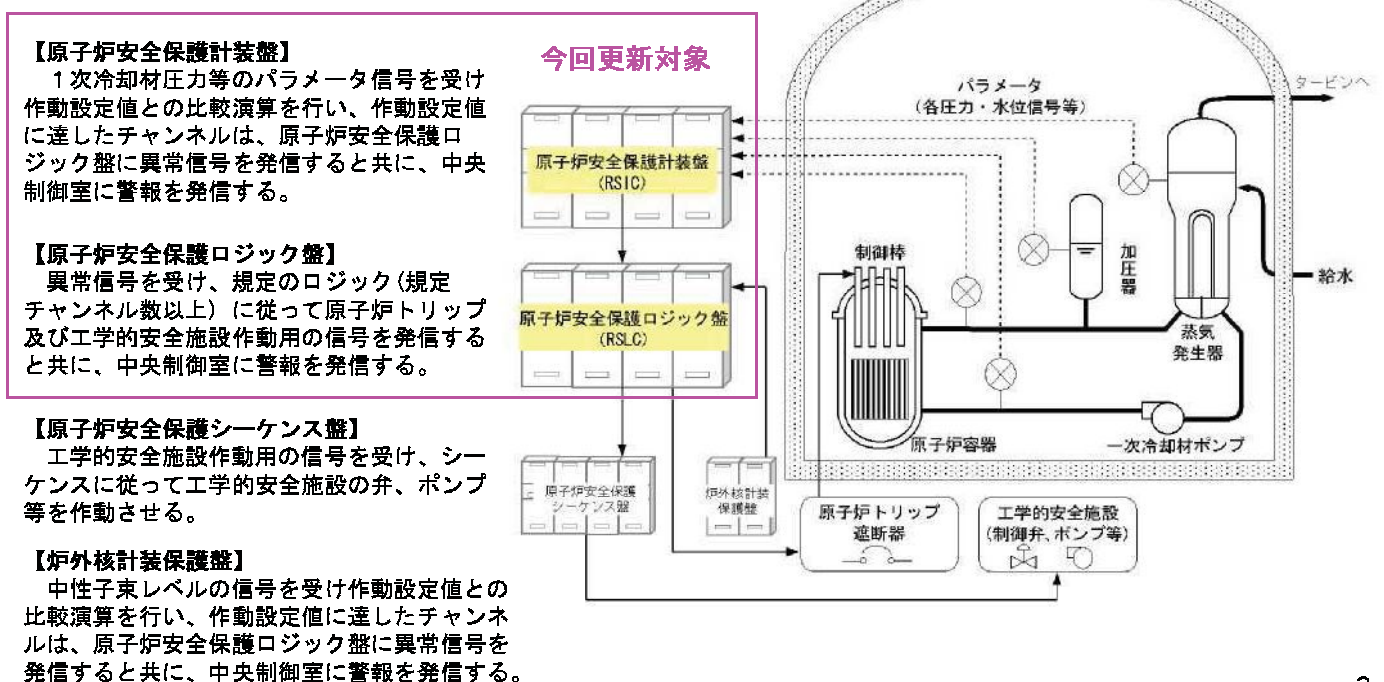 【原子炉安全保護計装盤】
１次冷却材圧力等のパラメータ信号を受け
作動設定値との比較演算を行い、作動設定値
に達したチャンネルは、原子炉安全保護ロ
ジック盤に異常信号を発信すると共に、中央
制御室に警報を発信する。
【原子炉安全保護ロジック盤】
異常信号を受け、規定のロジック(規定
チャンネル数以上）に従って原子炉トリップ
及び工学的安全施設作動用の信号を発信する
と共に、中央制御室に警報を発信する。
【原子炉安全保護シーケンス盤】
工学的安全施設作動用の信号を受け、シー
ケンスに従って工学的安全施設の弁、ポンプ
等を作動させる。
【炉外核計装保護盤】
中性子束レベルの信号を受け作動設定値との
比較演算を行い、作動設定値に達したチャンネ
ルは、原子炉安全保護ロジック盤に異常信号を
発信すると共に、中央制御室に警報を発信する。
今回更新対象
原子炉安全保護計装盤
(RSIC)
原子炉安全保護ロジック盤
(RSLC)
原子炉安全保護
シーケンス盤
炉外核計装
保護盤
パラメータ
(各圧力・水位信号等)
タービンへ
制御棒
加圧器
給水
蒸気
発生器
原子炉容器
一次冷却材ポンプ
原子炉トリップ
遮断器
工学的安全施設
(制御弁、ポンプ等)